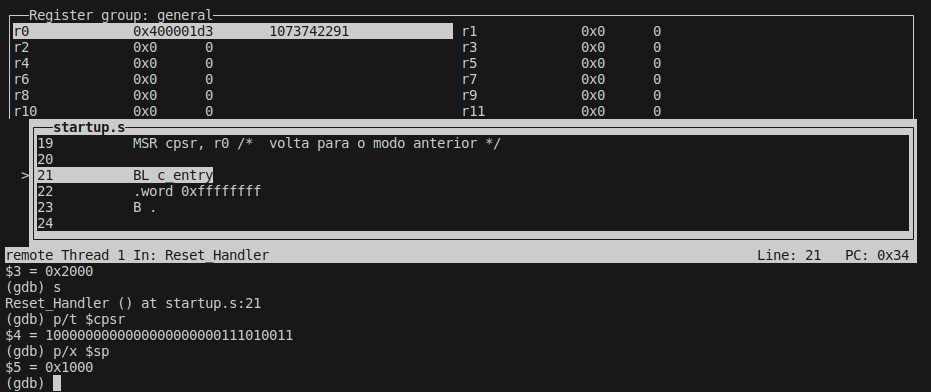 Register group: general
r0 0x400001d3 1073742291 r1 0x0 0
r2 0x0 0 r3 0x0 0
r4 0x0 0 r5 0x0 0
r6 0x0 0 r7 0x0 0
r8 0x0 0 r9 0x0 0
r10 0x0 0 r11 0x0 0
startup.s
19 MSR cpsr, r0 /* volta para o modo anterior */
20
>21 BL c_entry
22 .word 0xffffffff
23 B .
24
remote Thread 1 In: Reset_Handler Line: 21 PC: 0x34
$3 = 0x2000
(gdb) s
Reset_Handler () at startup.s:21
(gdb) p/t $cpsr
$4 = 1000000000000000000000111010011
(gdb) p/x $sp
$5 = 0x1000
(gdb)